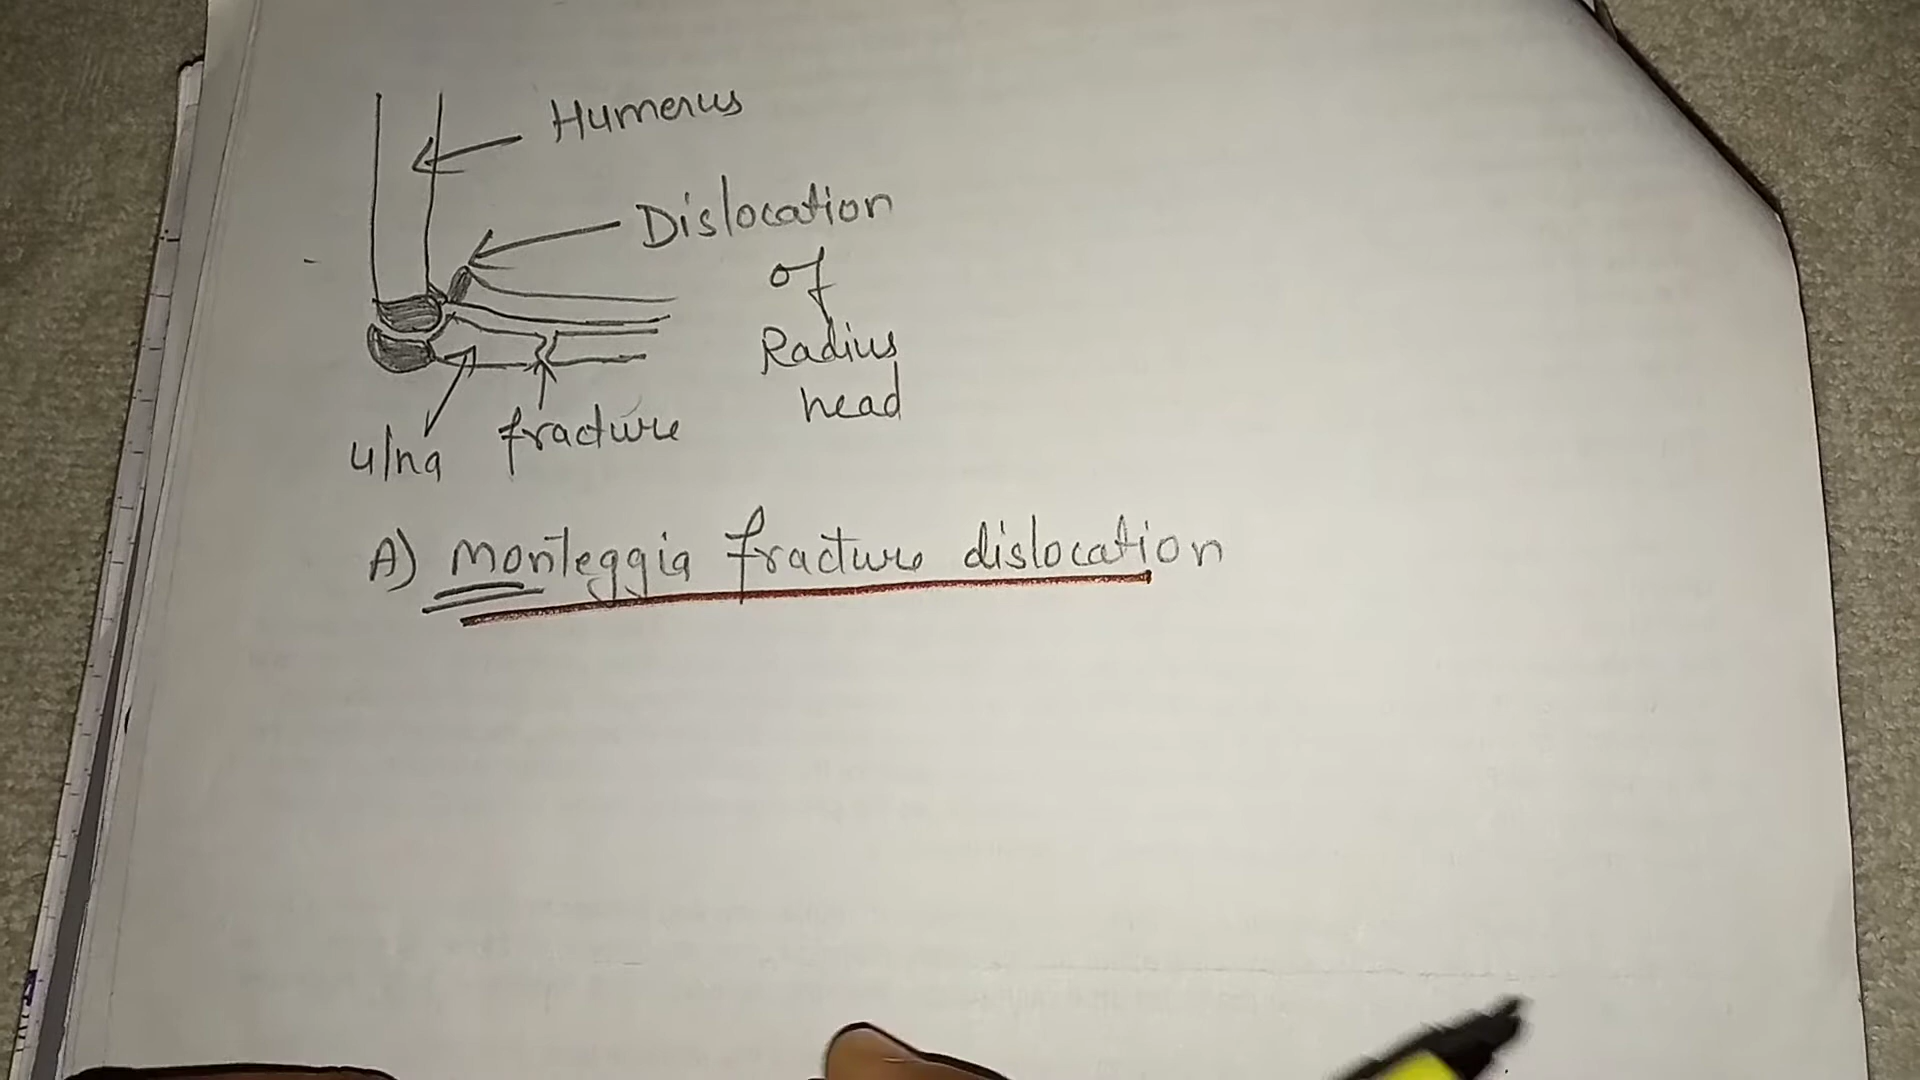 Humerus
Dislocation
of
Radius
head
ulna fracture
A) Monteggia fracture dislocation